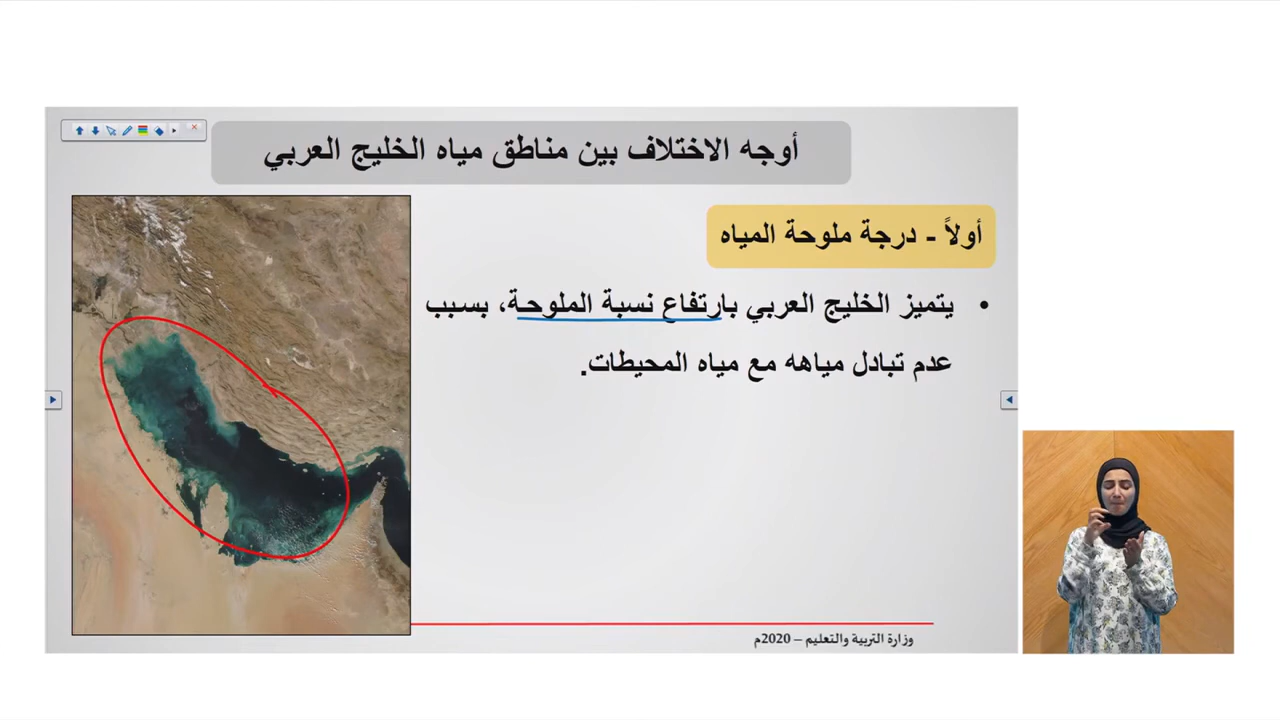 أوجه الاختلاف بين مناطق مياه الخليج العربي
أولاً - درجة ملوحة المياه
• يتميز الخليج العربي بارتفاع نسبة الملوحة، بسبب
عدم تبادل مياهه مع مياه المحيطات.
وزارة التربية والتعليم – 2020م